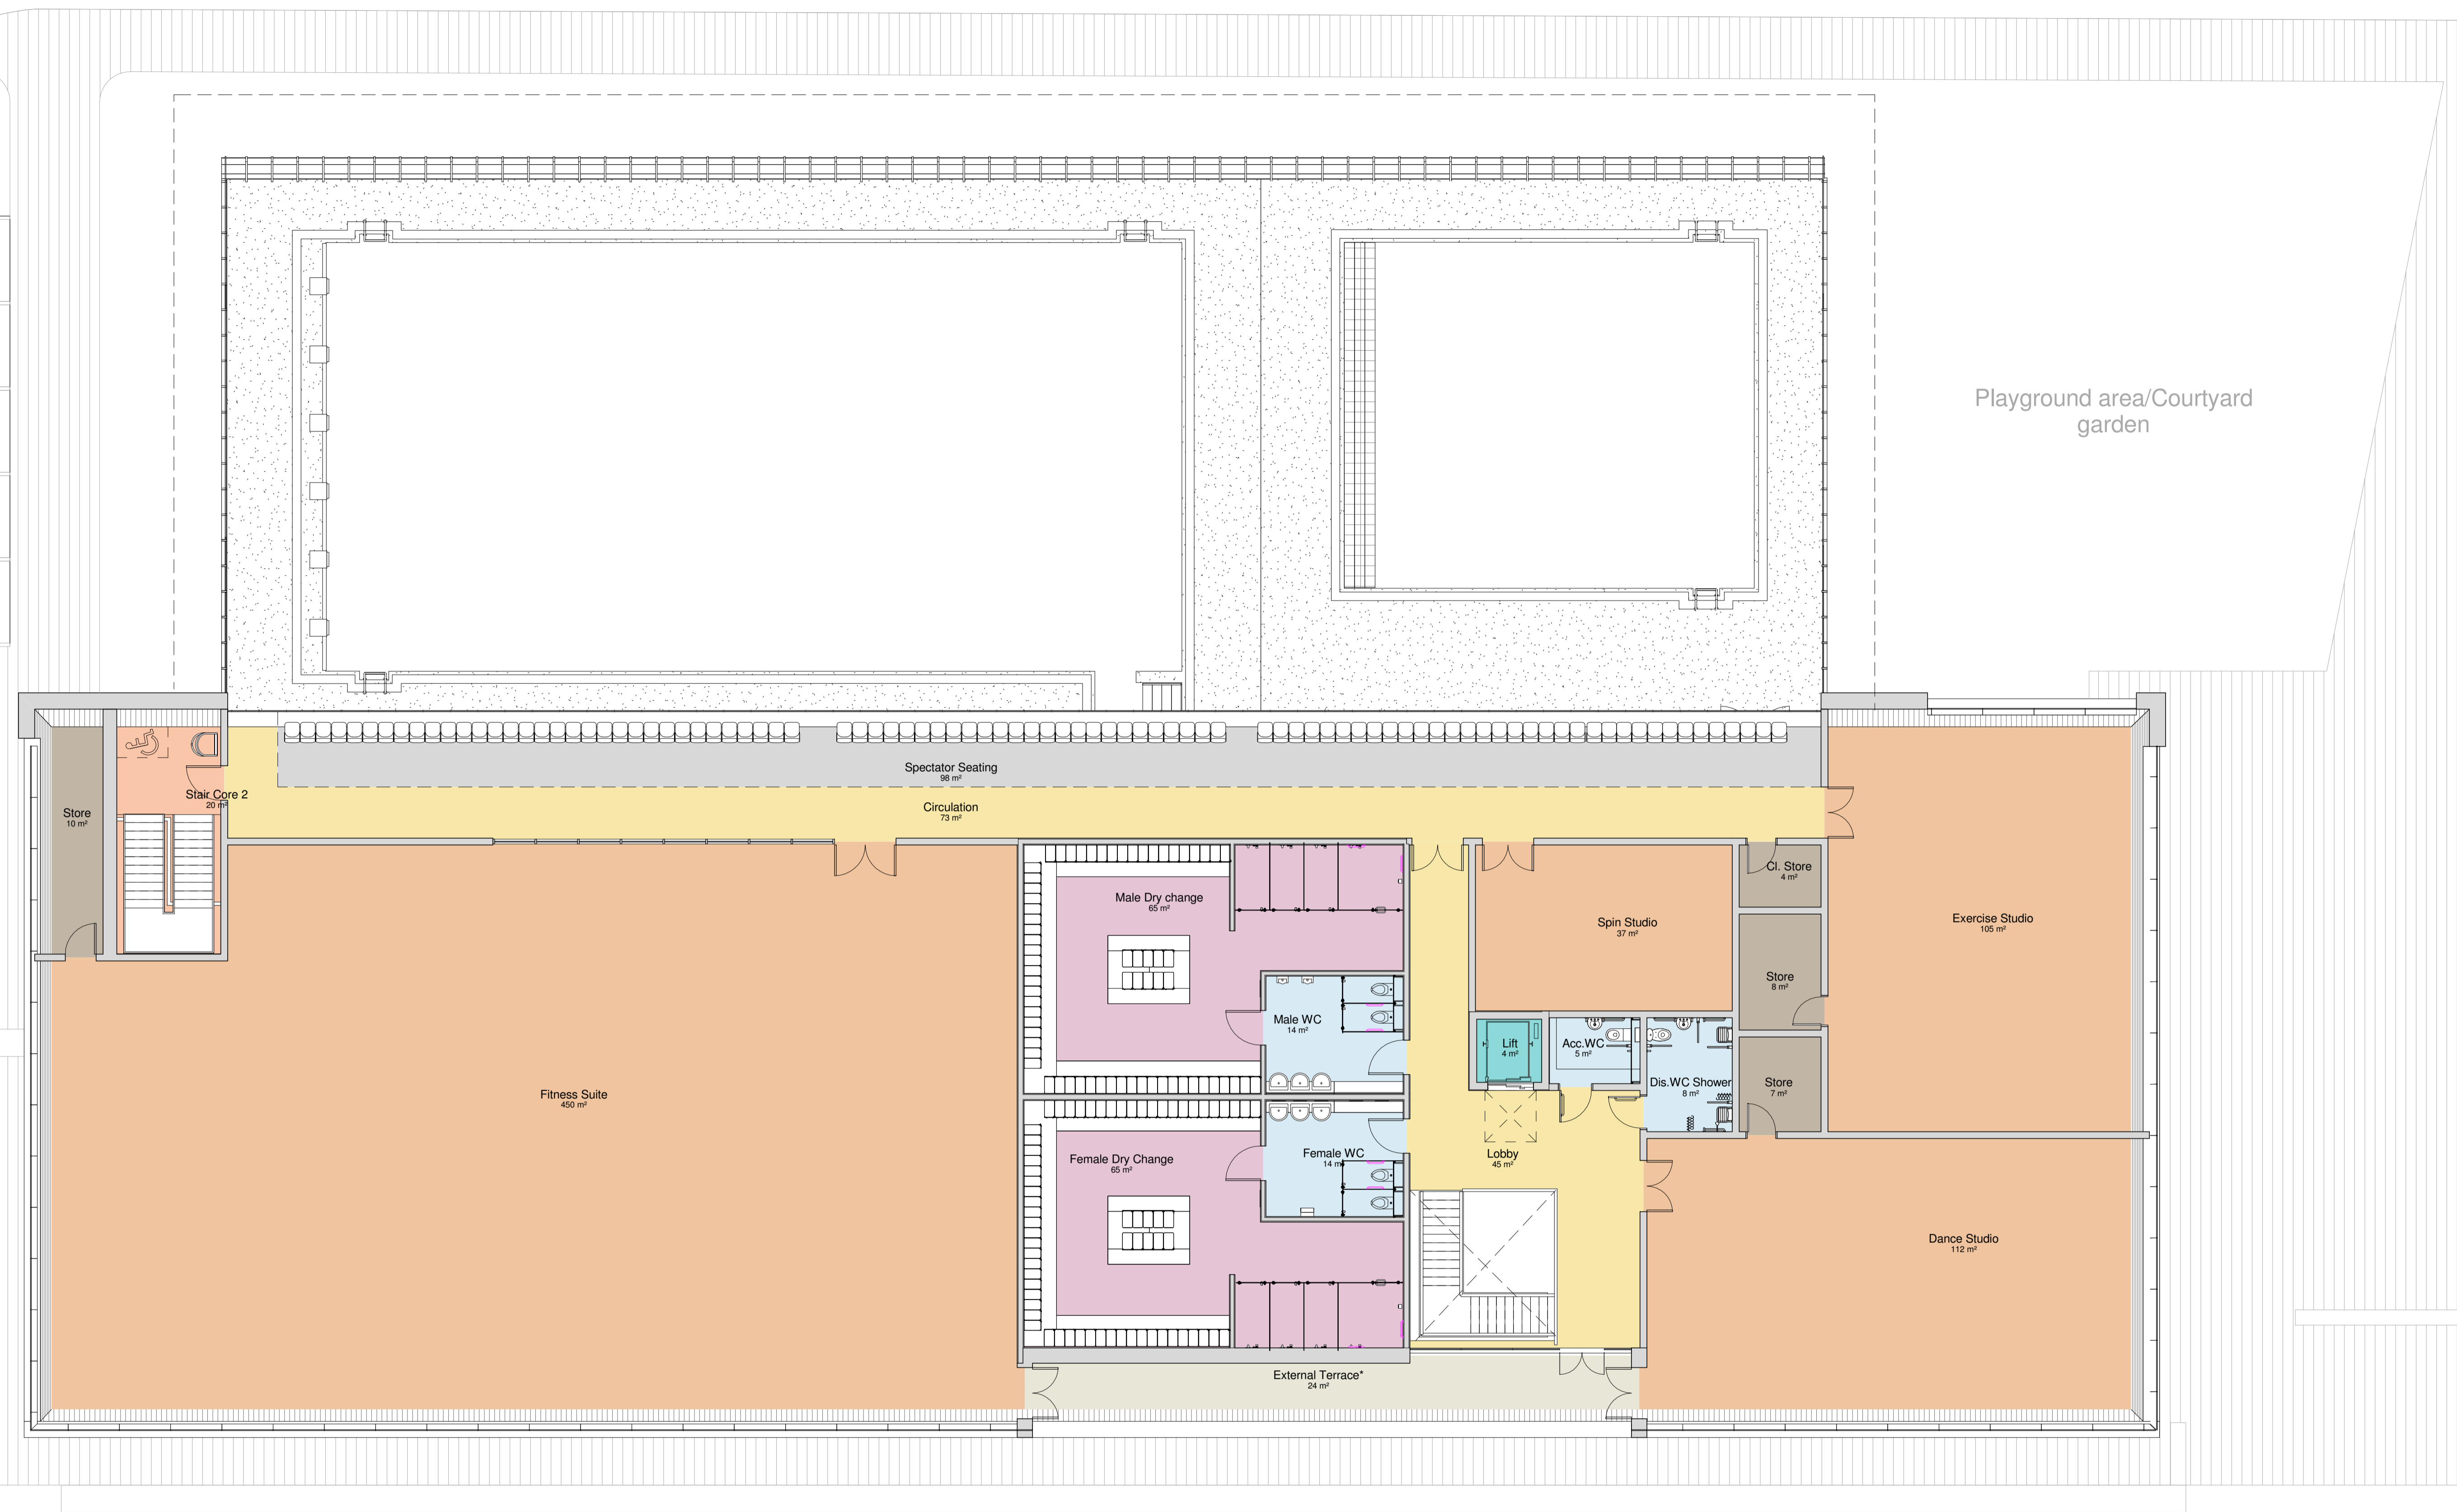 Playground area/Courtyard
garden
Spectator Seating
98 m²
Stair Core 2
20 m²
Store
10 m²
Circulation
73 m²
Cl. Store
4 m²
Male Dry change
65 m²
Spin Studio
37 m²
Exercise Studio
105 m²
Store
8 m²
Male WC
14 m²
Lift
4 m²
Acc.WC
5 m²
Dis.WC Shower
8 m²
Store
7 m²
Fitness Suite
450 m²
Female Dry Change
65 m²
Female WC
14 m²
Lobby
45 m²
Dance Studio
112 m²
External Terrace*
24 m²